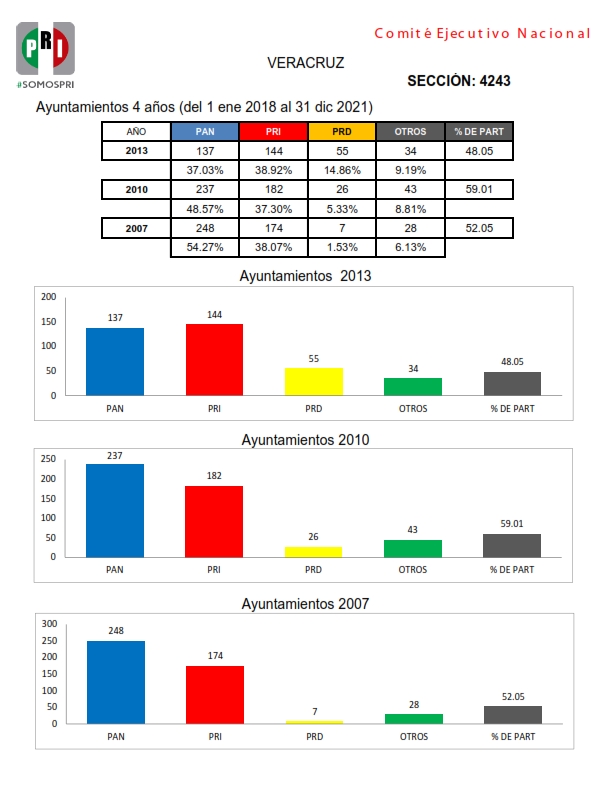 Comité Ejecutivo Nacional
PRI
#SOMOSPRI
VERACRUZ
SECCIÓN: 4243
Ayuntamientos 4 años (del 1 ene 2018 al 31 dic 2021)
AÑO PAN PRI PRD OTROS % DE PART
2013 137 144 55 34 48.05
37.03% 38.92% 14.86% 9.19%
2010 237 182 26 43 59.01
48.57% 37.30% 5.33% 8.81%
2007 248 174 7 28 52.05
54.27% 38.07% 1.53% 6.13%
Ayuntamientos 2013
200
150
100
50
0
137 144 55 34 48.05
PAN PRI PRD OTROS % DE PART
Ayuntamientos 2010
250
200
150
100
50
0
237 182 26 43 59.01
PAN PRI PRD OTROS % DE PART
Ayuntamientos 2007
300
250
200
150
100
50
0
248 174 7 28 52.05
PAN PRI PRD OTROS % DE PART